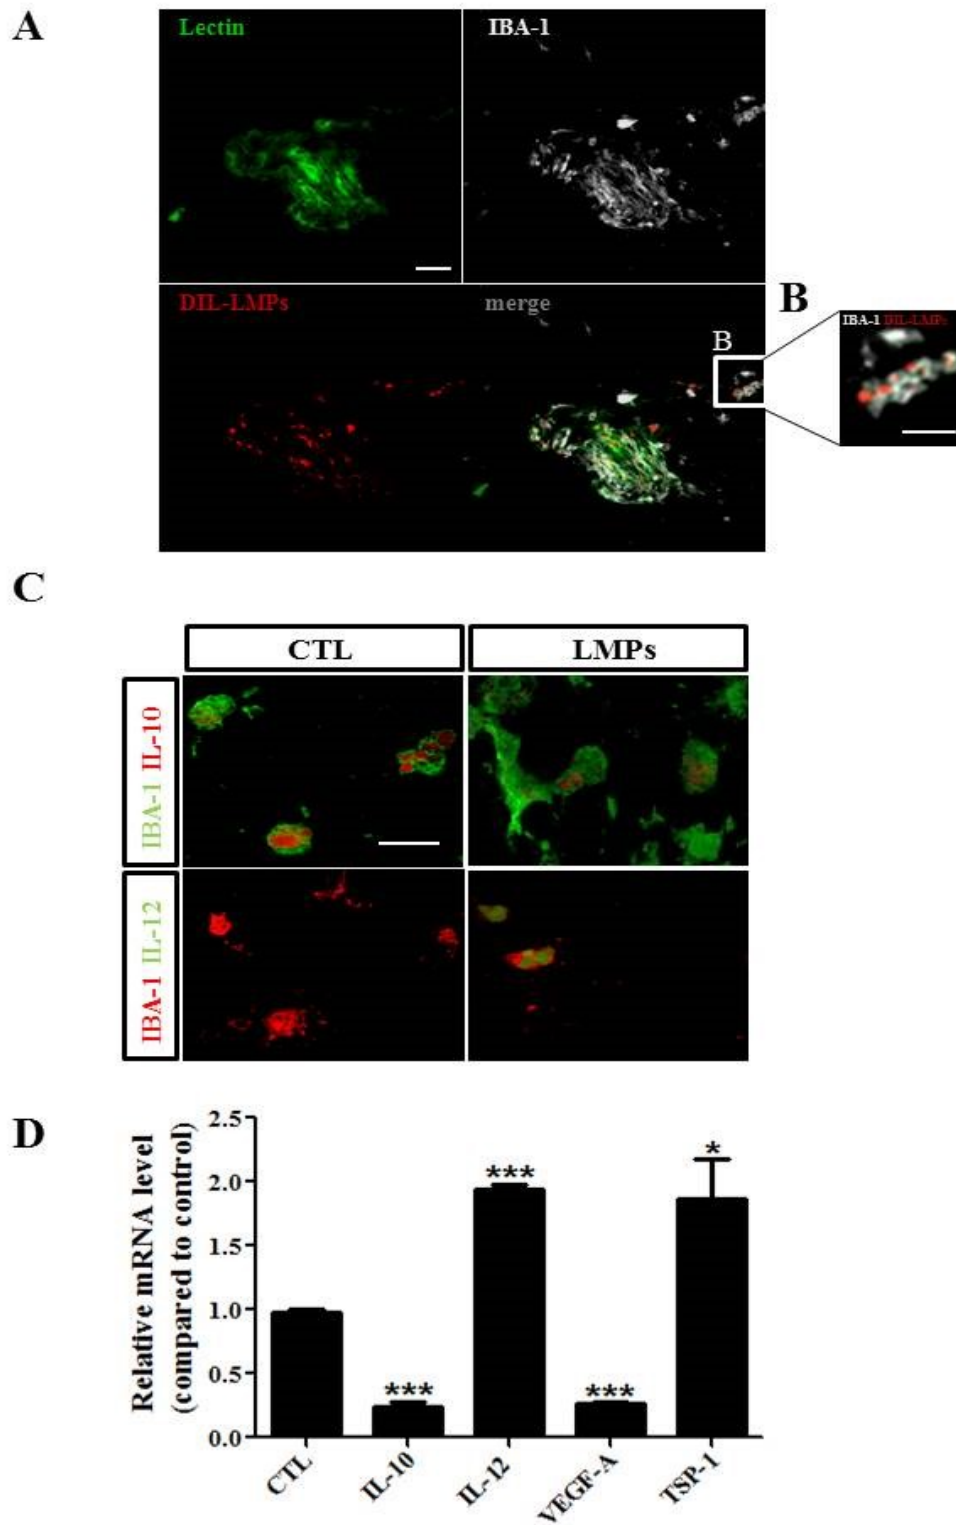 A
Lectin
IBA-1
DIL-LMPs
merge
B
B
IBA-1 DIL-LMPs
C
CTL
LMPs
IBA-1 IL-10
IBA-1 IL-12
D
Relative mRNA level
(compared to control)
2.5
2.0
1.5
1.0
0.5
0.0
***
***
***
*
CTL
IL-10
IL-12
VEGF-A
TSP-1